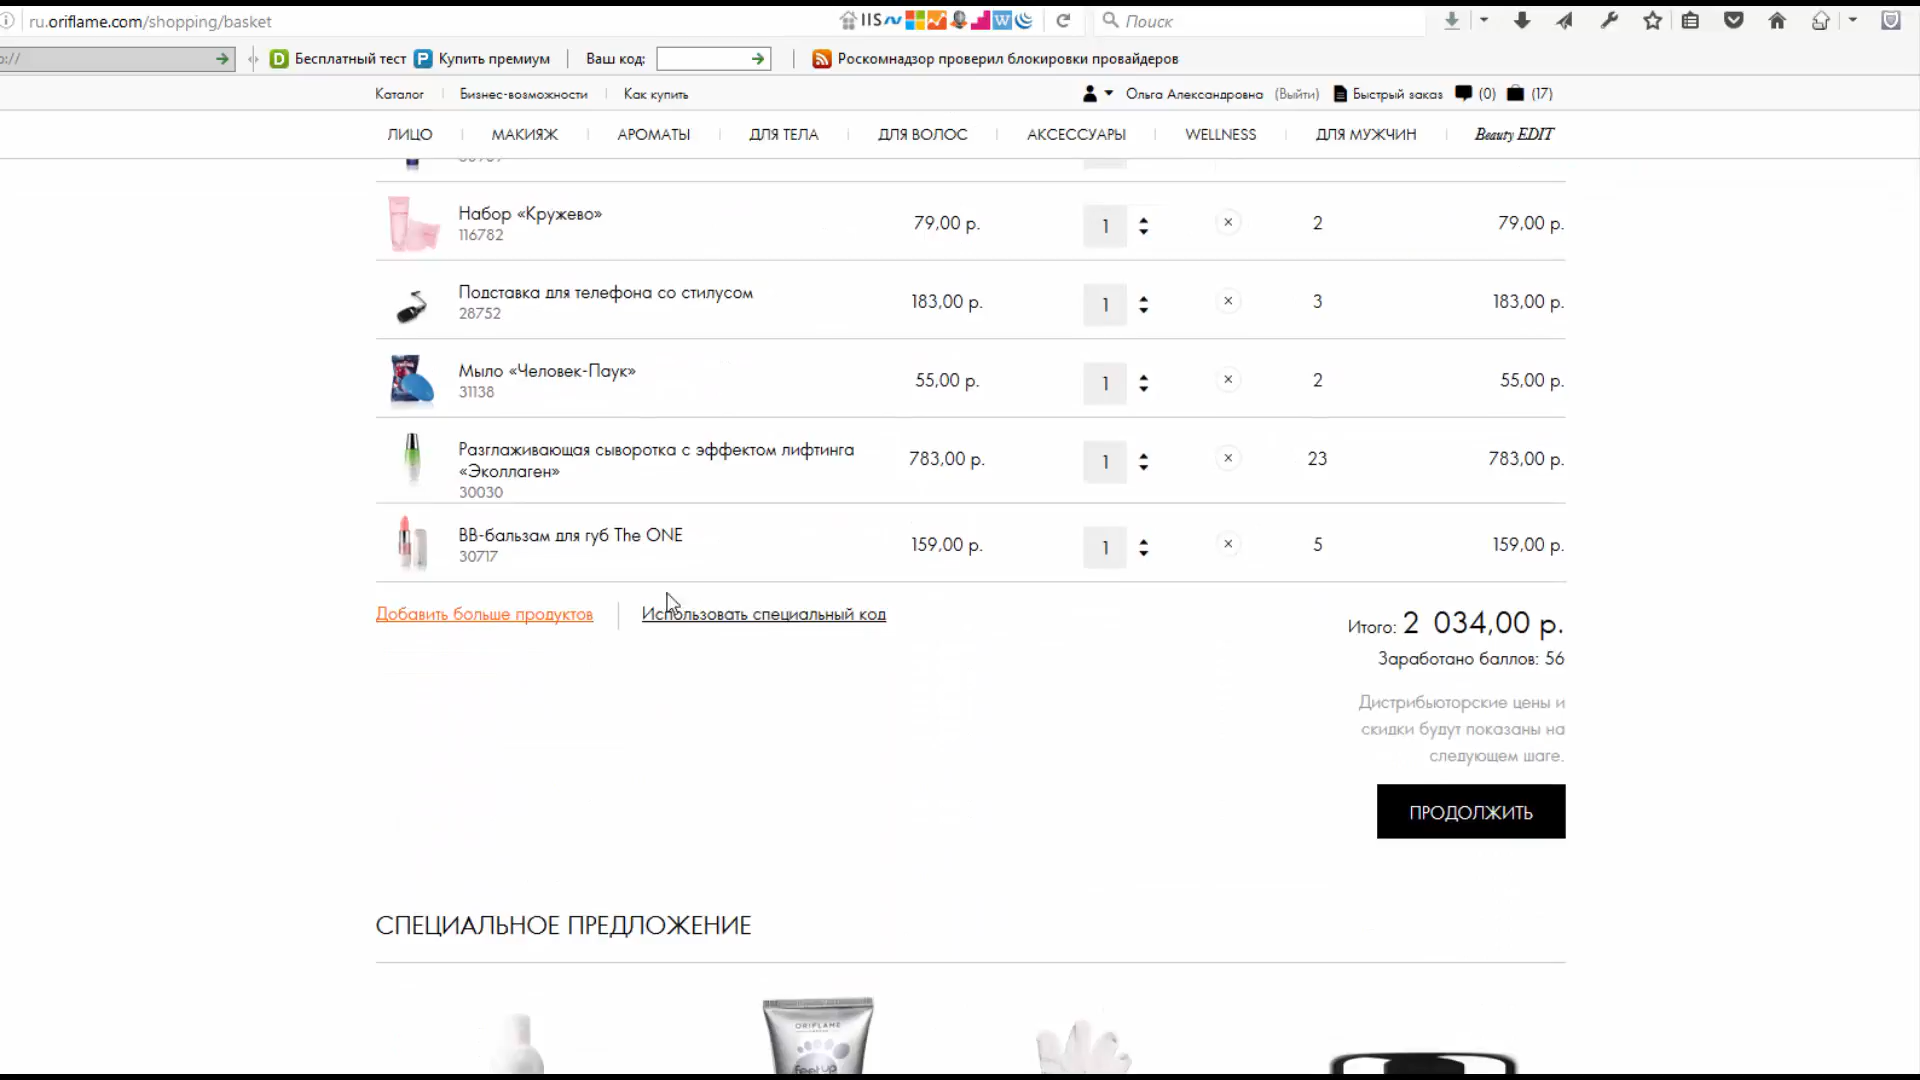 ru.oriflame.com/shopping/basket
IIS
W
Поиск
://
D Бесплатный тест P Купить премиум Ваш код: Роскомнадзор проверил блокировки провайдеров
Каталог Бизнес-возможности Как купить Ольга Александровна (Выйти) Быстрый заказ (0) (17)
ЛИЦО МАКИЯЖ АРОМАТЫ ДЛЯ ТЕЛА ДЛЯ ВОЛОС АКСЕССУАРЫ WELLNESS ДЛЯ МУЖЧИН Beauty EDIT
Набор «Кружево» 79,00 р. 1 2 79,00 р.
116782
Подставка для телефона со стилусом 183,00 р. 1 3 183,00 р.
28752
Мыло «Человек-Паук» 55,00 р. 1 2 55,00 р.
31138
Разглаживающая сыворотка с эффектом лифтинга 783,00 р. 1 23 783,00 р.
«Эколлаген»
30030
BB-бальзам для губ The ONE 159,00 р. 1 5 159,00 р.
30717
Добавить больше продуктов Использовать специальный код
Итого: 2 034,00 р.
Заработано баллов: 56
Дистрибьюторские цены и
скидки будут показаны на
следующем шаге.
ПРОДОЛЖИТЬ
СПЕЦИАЛЬНОЕ ПРЕДЛОЖЕНИЕ
ORIFLAME
feet up